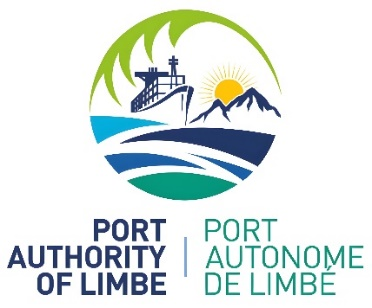 PORT
AUTHORITY
OF LIMBE
PORT
AUTONOME
DE LIMBÉ